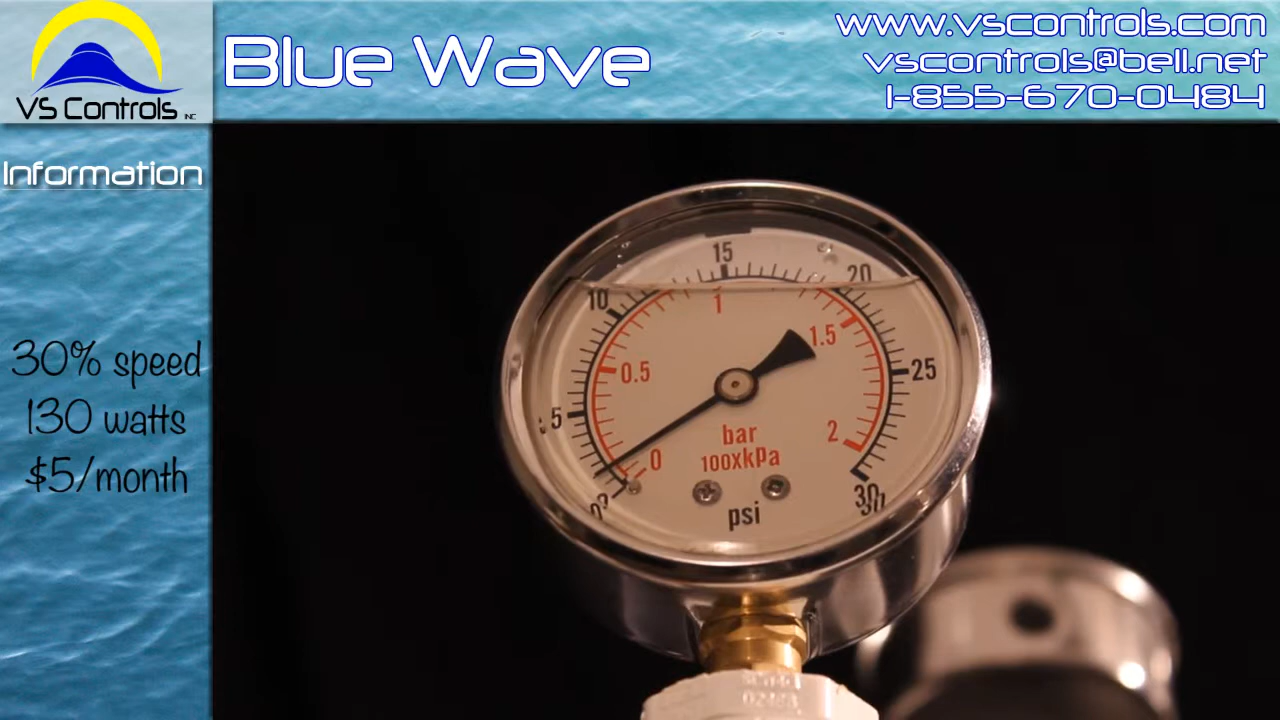 VS Controls INC
Blue Wave
www.vscontrols.com
vscontrols@bell.net
1-855-670-0484
Information
30% speed
130 watts
$5/month
15
20
10
1
1.5
0.5
25
5
2
0
bar
100xkPa
0
30
psi